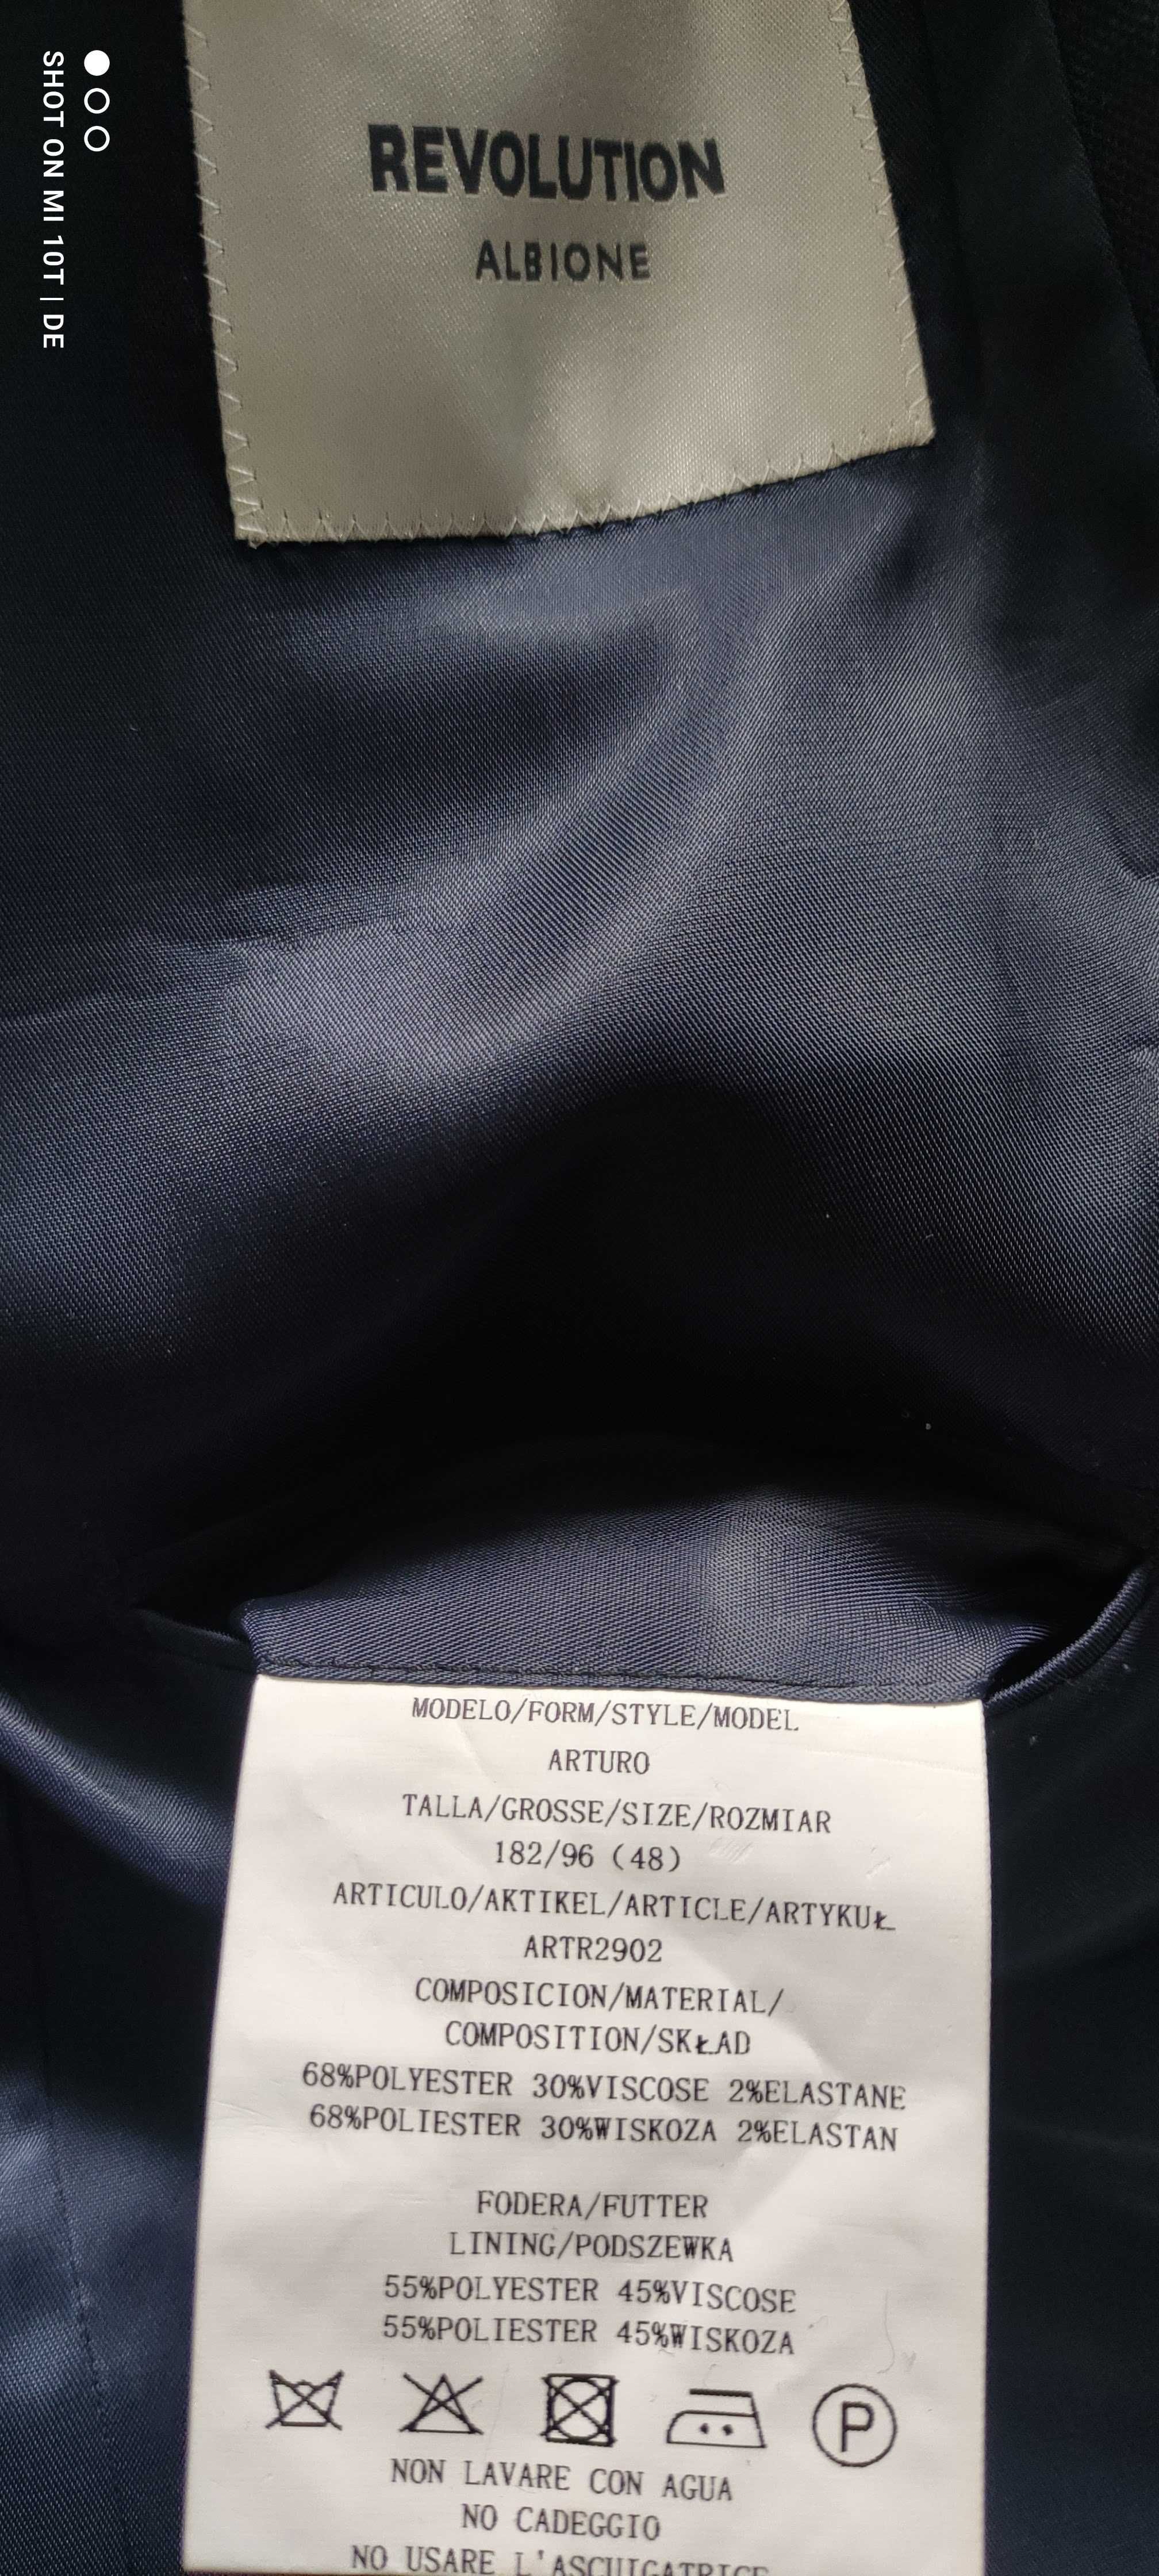 SHOT ON MI 10T | DE
REVOLUTION
ALBIONE
MODELO/FORM/STYLE/MODEL
ARTURO
TALLA/GROSSE/SIZE/ROZMIAR
182/96 (48)
ARTICULO/AKTIKEL/ARTICLE/ARTYKUŁ
ARTR2902
COMPOSICION/MATERIAL/
COMPOSITION/SKŁAD
68%POLYESTER 30%VISCOSE 2%ELASTANE
68%POLIESTER 30%WISKOZA 2%ELASTAN
FODERA/FUTTER
LINING/PODSZEWKA
55%POLYESTER 45%VISCOSE
55%POLIESTER 45%WISKOZA
P
NON LAVARE CON AGUA
NO CADEGGIO
NO USARE L'ASCUIGATRICE